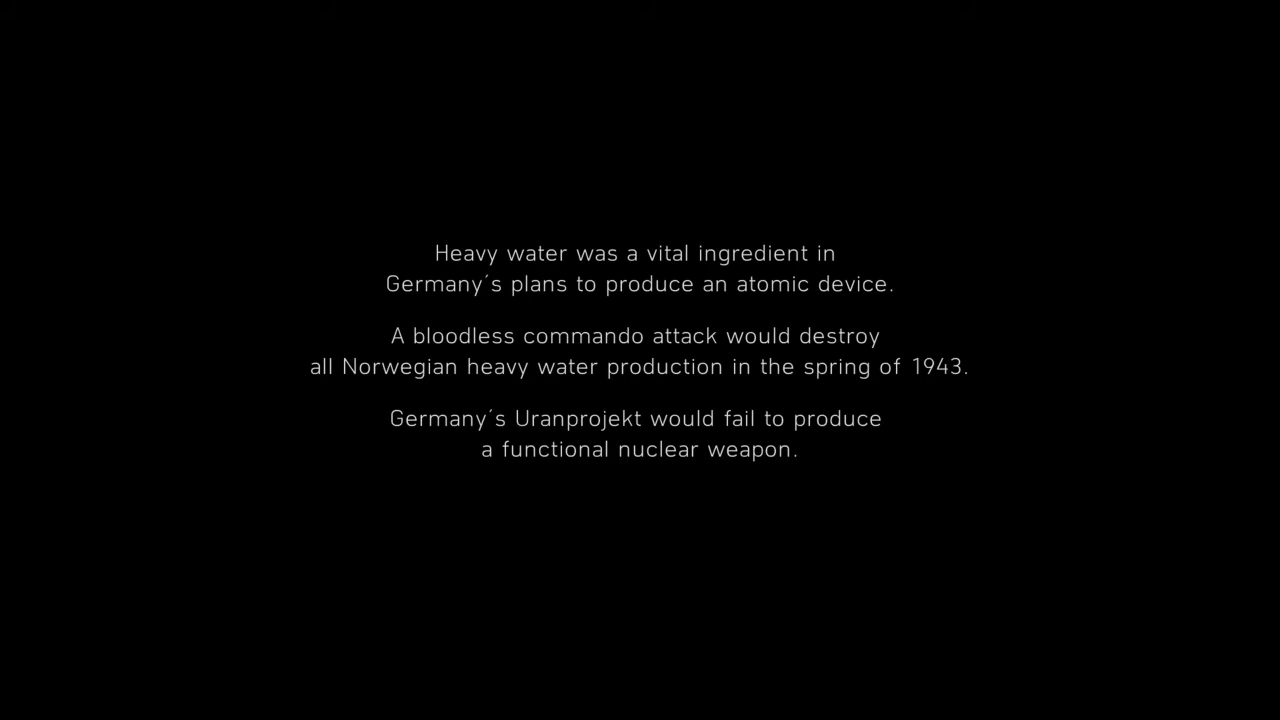 Heavy water was a vital ingredient in
Germany´s plans to produce an atomic device.
A bloodless commando attack would destroy
all Norwegian heavy water production in the spring of 1943.
Germany´s Uranprojekt would fail to produce
a functional nuclear weapon.